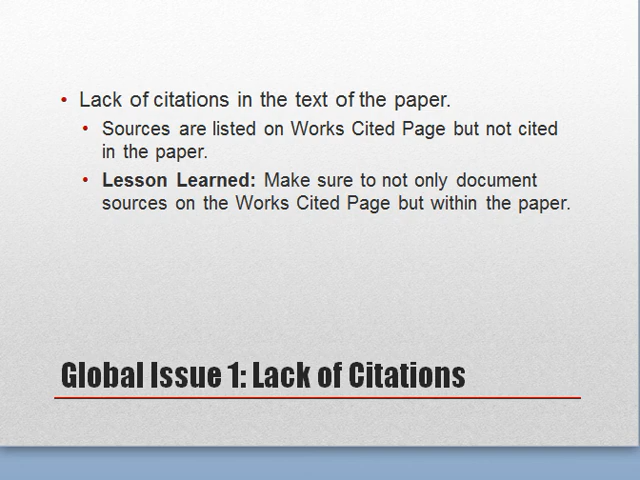 Lack of citations in the text of the paper.
Sources are listed on Works Cited Page but not cited
in the paper.
Lesson Learned: Make sure to not only document
sources on the Works Cited Page but within the paper.
Global Issue 1: Lack of Citations